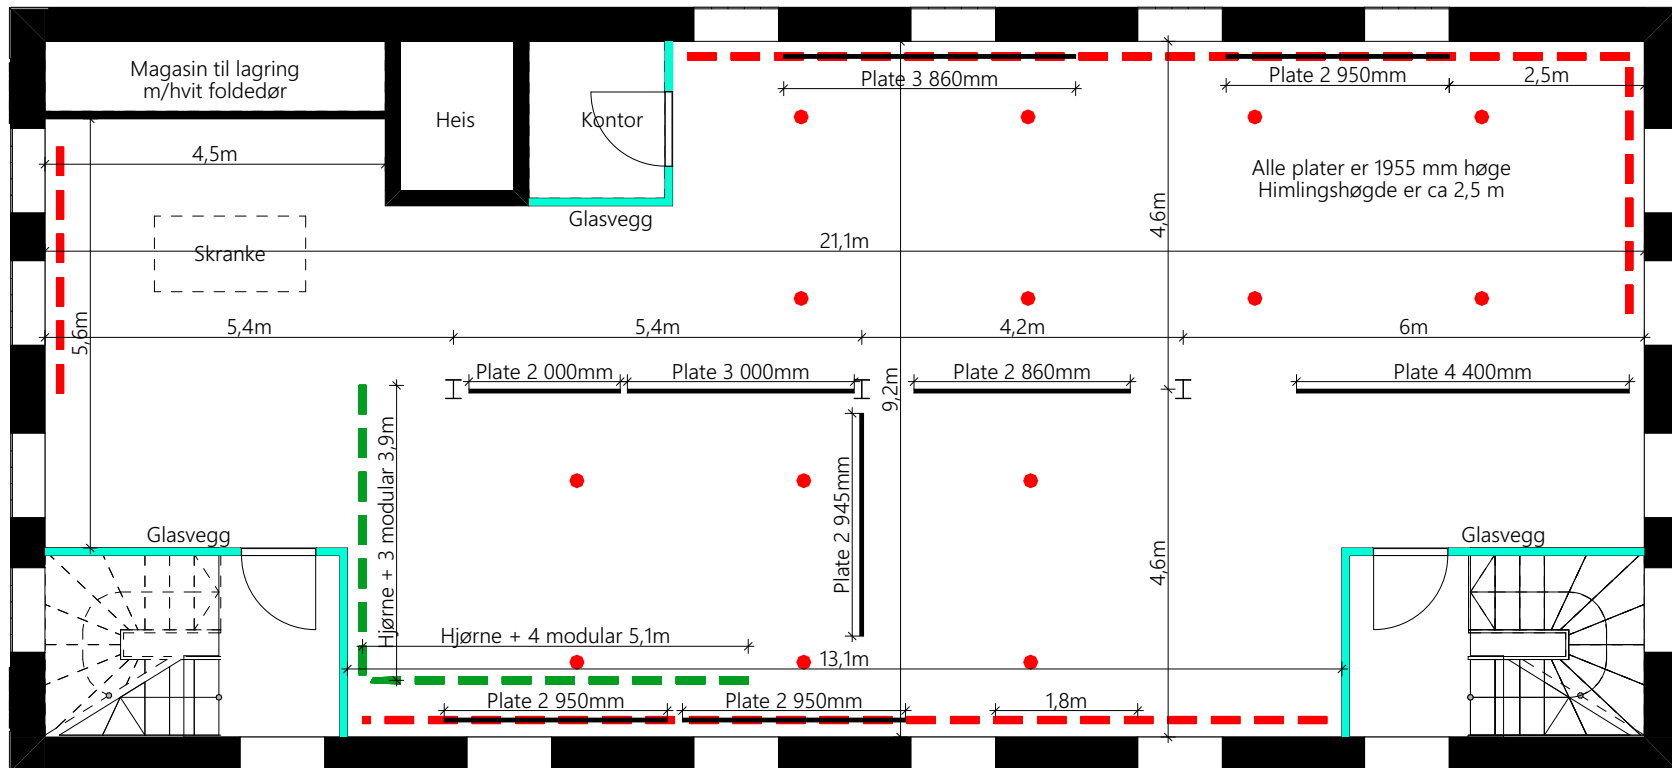 Magasin til lagring
m/hvit foldedør
Heis
Kontor
Plate 3 860mm
Plate 2 950mm
2,5m
4,5m
Alle plater er 1955 mm høge
Himlingshøgde er ca 2,5 m
Glasvegg
4,6m
Skranke
21,1m
5,6m
5,4m
5,4m
4,2m
6m
Plate 2 000mm
Plate 3 000mm
9,2m
Plate 2 860mm
Plate 4 400mm
Hjørne + 3 modular 3,9m
Plate 2 945mm
Glasvegg
Glasvegg
4,6m
Hjørne + 4 modular 5,1m
13,1m
Plate 2 950mm
Plate 2 950mm
1,8m